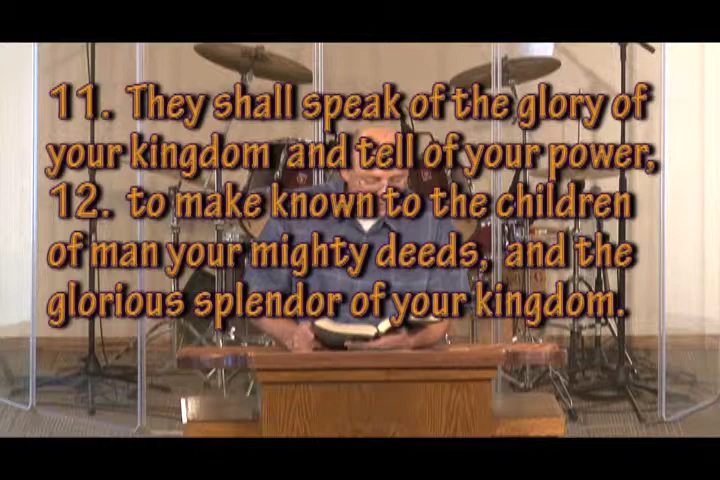 11. They shall speak of the glory of
your kingdom and tell of your power,
12. to make known to the children
of man your mighty deeds, and the
glorious splendor of your kingdom.